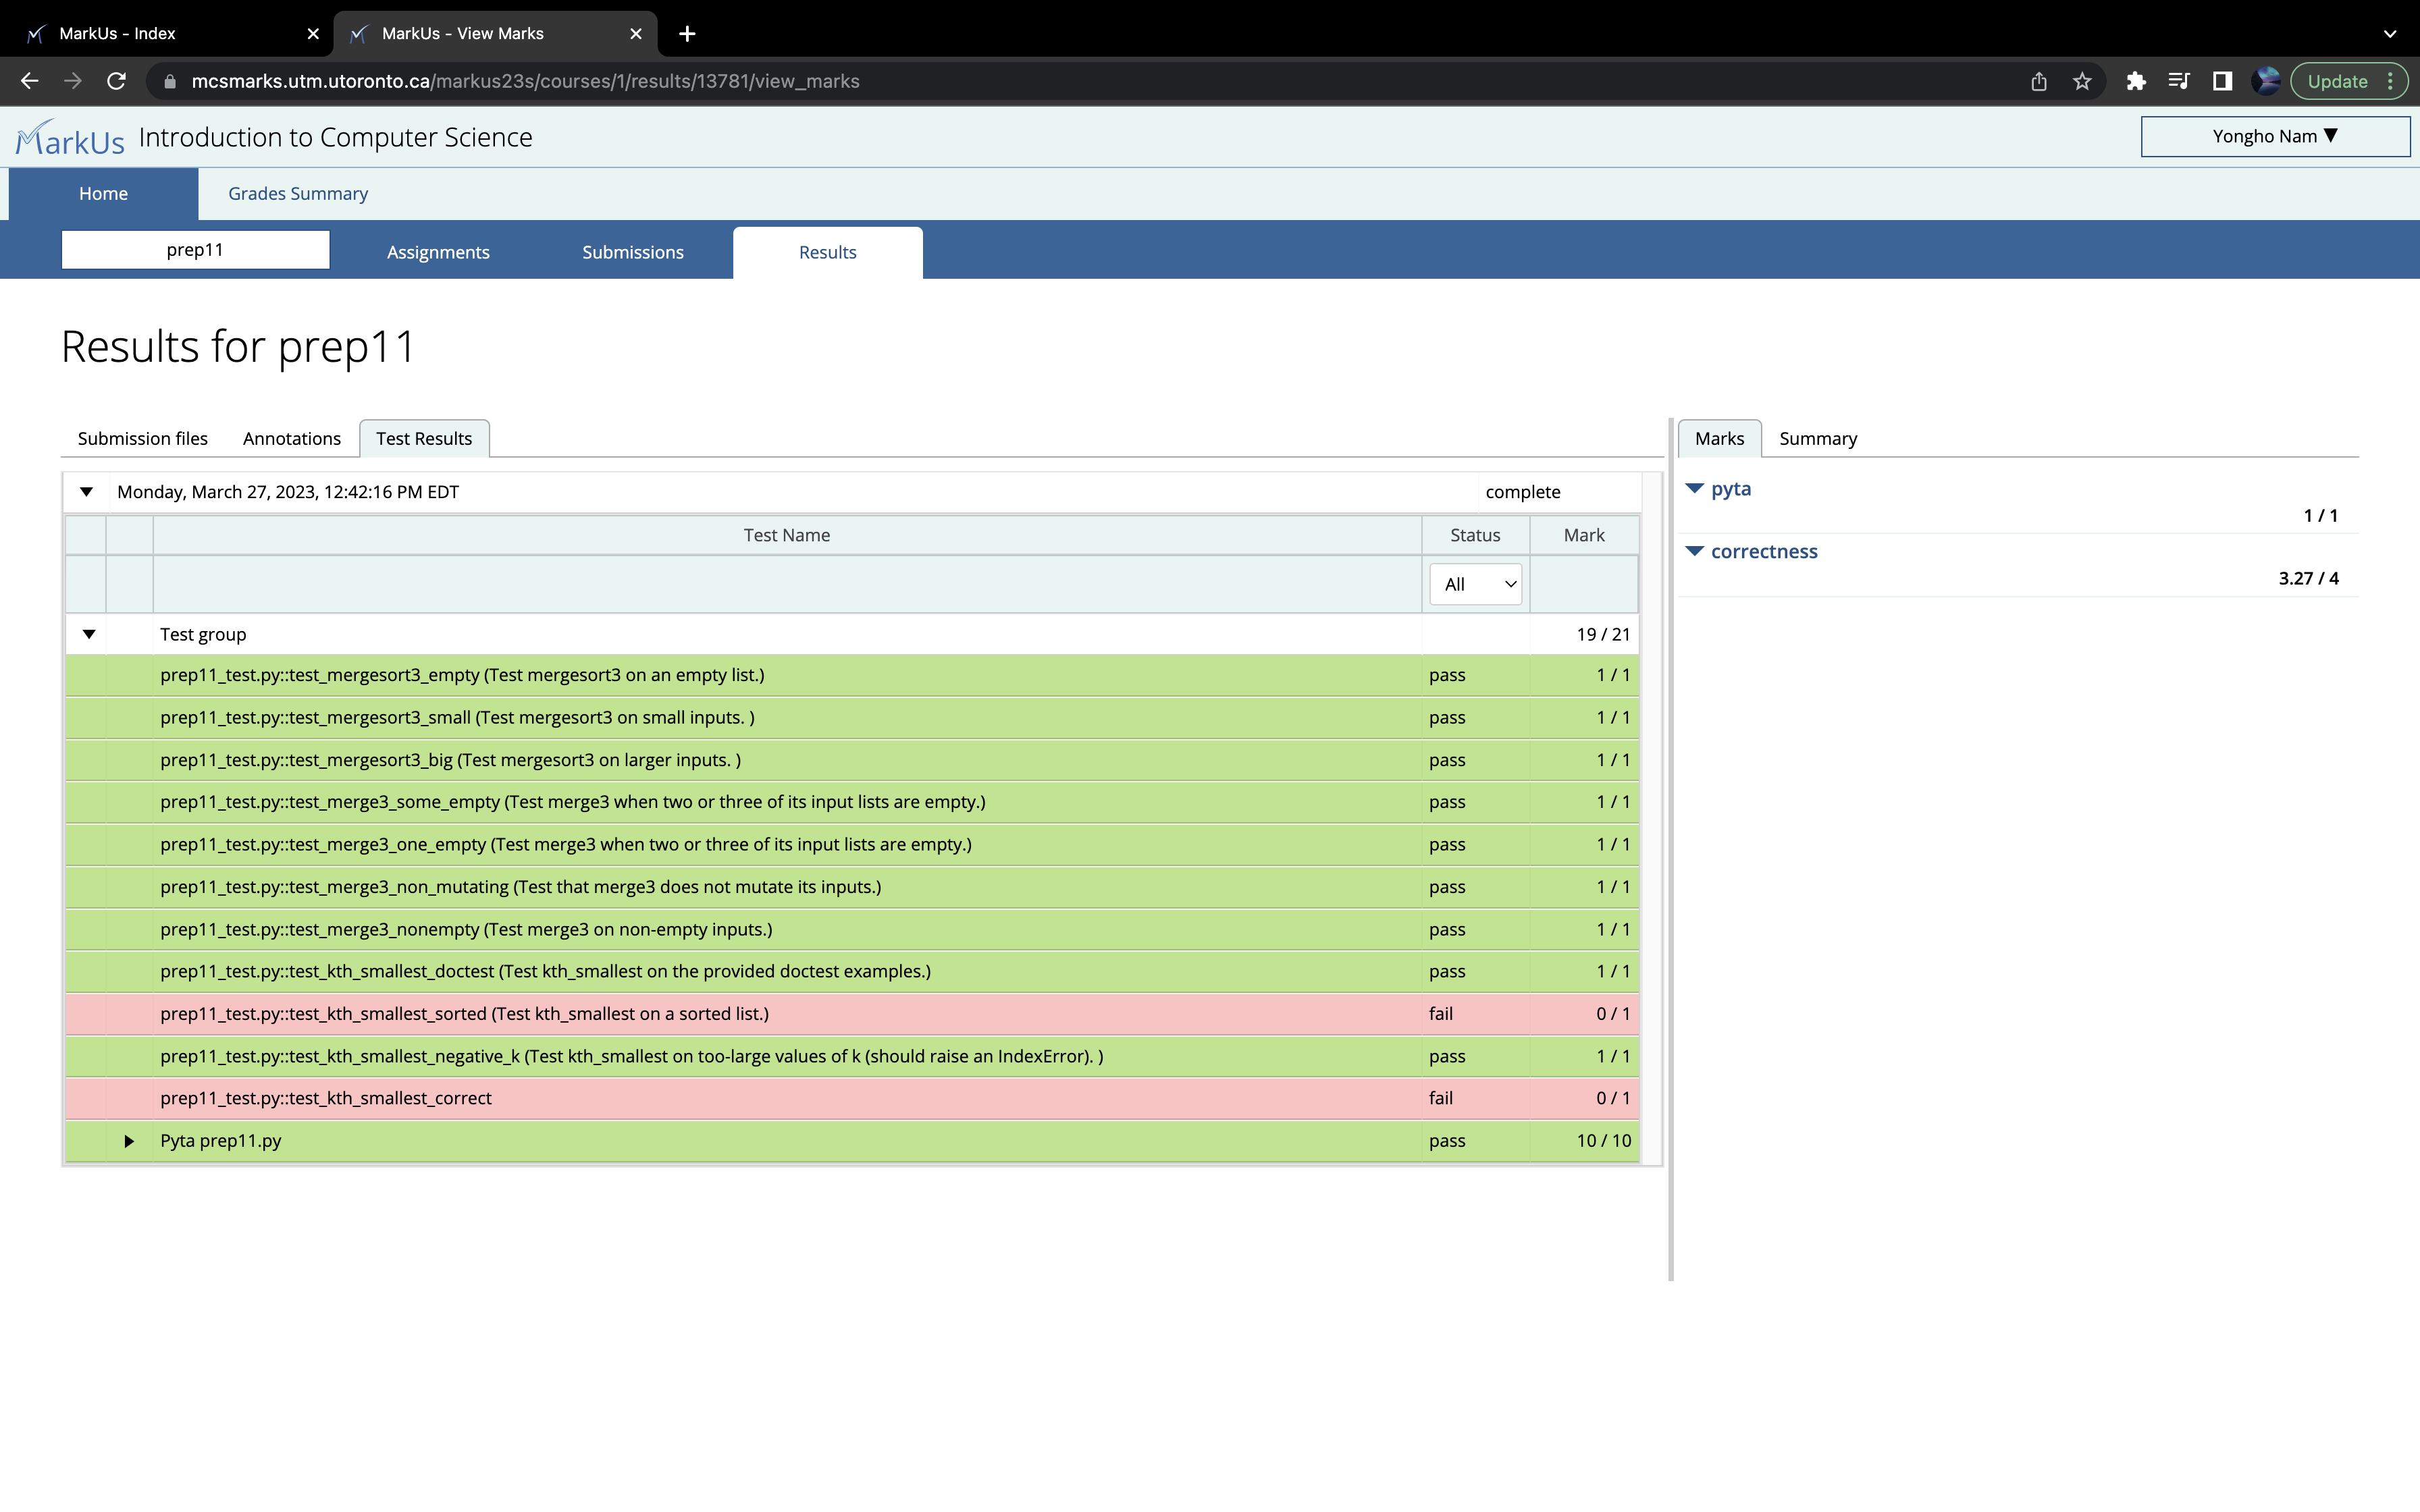 MarkUs - Index
MarkUs - View Marks
mcsmarks.utm.utoronto.ca/markus23s/courses/1/results/13781/view_marks
Update
MarkUs Introduction to Computer Science
Yongho Nam ▼
Home
Grades Summary
prep11
Assignments
Submissions
Results
Results for prep11
Submission files
Annotations
Test Results
Marks
Summary
Monday, March 27, 2023, 12:42:16 PM EDT complete
Test Name Status Mark
All
Test group 19 / 21
prep11_test.py::test_mergesort3_empty (Test mergesort3 on an empty list.) pass 1 / 1
prep11_test.py::test_mergesort3_small (Test mergesort3 on small inputs. ) pass 1 / 1
prep11_test.py::test_mergesort3_big (Test mergesort3 on larger inputs. ) pass 1 / 1
prep11_test.py::test_merge3_some_empty (Test merge3 when two or three of its input lists are empty.) pass 1 / 1
prep11_test.py::test_merge3_one_empty (Test merge3 when two or three of its input lists are empty.) pass 1 / 1
prep11_test.py::test_merge3_non_mutating (Test that merge3 does not mutate its inputs.) pass 1 / 1
prep11_test.py::test_merge3_nonempty (Test merge3 on non-empty inputs.) pass 1 / 1
prep11_test.py::test_kth_smallest_doctest (Test kth_smallest on the provided doctest examples.) pass 1 / 1
prep11_test.py::test_kth_smallest_sorted (Test kth_smallest on a sorted list.) fail 0 / 1
prep11_test.py::test_kth_smallest_negative_k (Test kth_smallest on too-large values of k (should raise an IndexError). ) pass 1 / 1
prep11_test.py::test_kth_smallest_correct fail 0 / 1
Pyta prep11.py pass 10 / 10
pyta
1 / 1
correctness
3.27 / 4